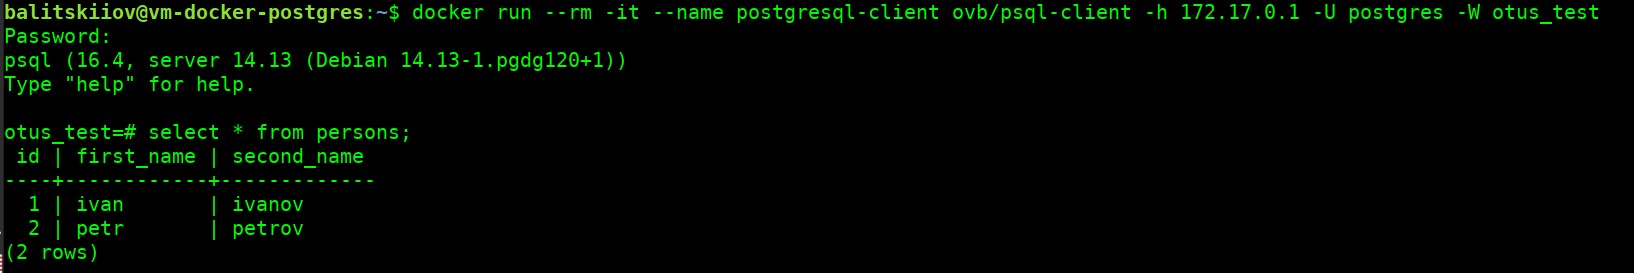 balitskiiov@vm-docker-postgres:~$ docker run --rm -it --name postgresql-client ovb/psql-client -h 172.17.0.1 -U postgres -W otus_test
Password:
psql (16.4, server 14.13 (Debian 14.13-1.pgdg120+1))
Type "help" for help.
otus_test=# select * from persons;
 id | first_name | second_name
----+------------+-------------
  1 | ivan       | ivanov
  2 | petr       | petrov
(2 rows)